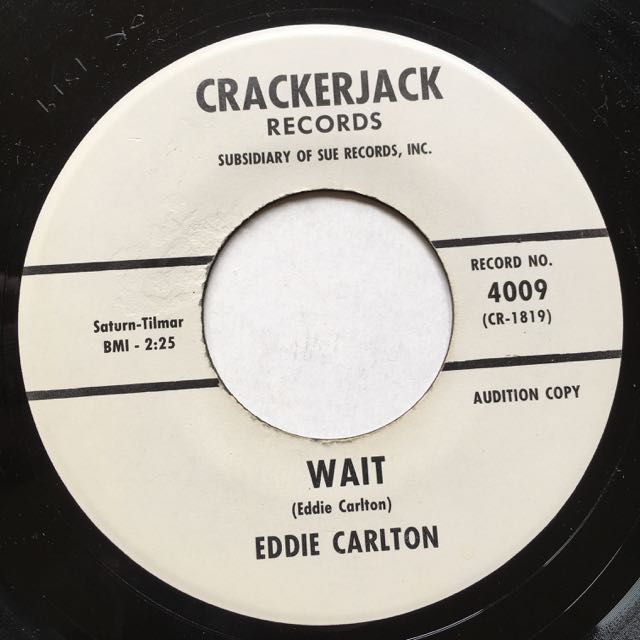 CRACKERJACK
RECORDS
SUBSIDIARY OF SUE RECORDS, INC.
RECORD NO.
4009
(CR-1819)
Saturn-Tilmar
BMI - 2:25
AUDITION COPY
WAIT
(Eddie Carlton)
EDDIE CARLTON